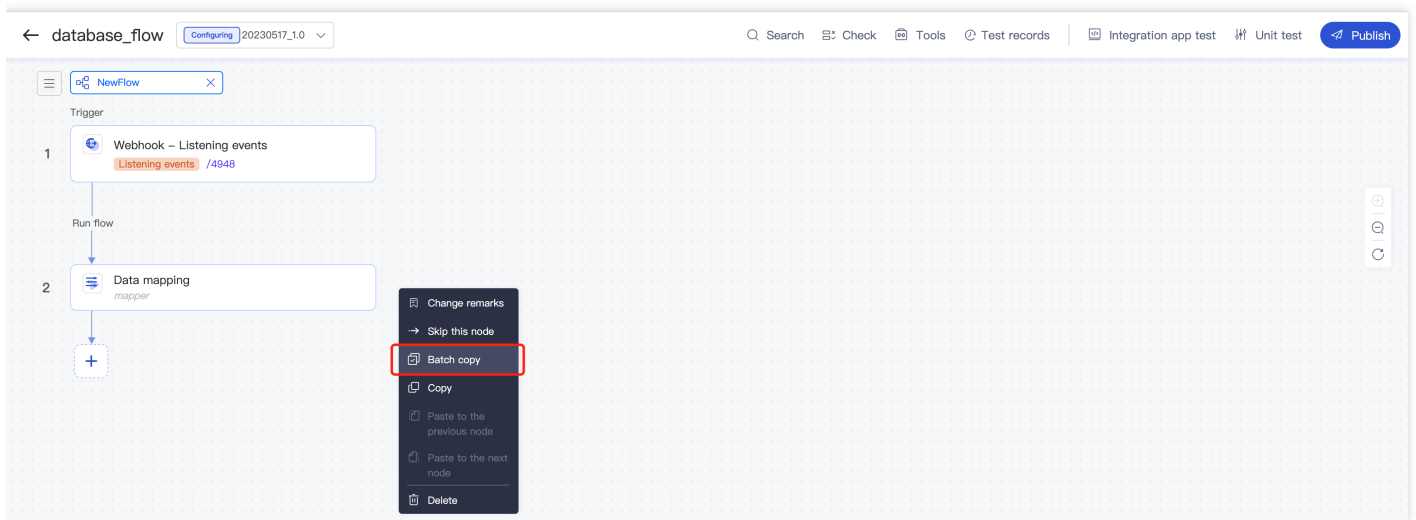 database_flow Configuring 20230517_1.0 Search Check Tools Test records Integration app test Unit test Publish
NewFlow
Trigger
1 Webhook – Listening events
Listening events /4948
Run flow
2 Data mapping
mapper
Change remarks
Skip this node
Batch copy
Copy
Paste to the
previous node
Paste to the next
node
Delete